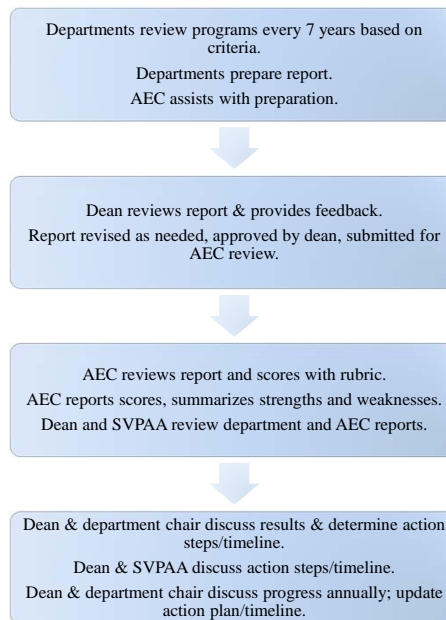 Departments review programs every 7 years based on
criteria.
Departments prepare report.
AEC assists with preparation.
Dean reviews report & provides feedback.
Report revised as needed, approved by dean, submitted for
AEC review.
AEC reviews report and scores with rubric.
AEC reports scores, summarizes strengths and weaknesses.
Dean and SVPAA review department and AEC reports.
Dean & department chair discuss results & determine action
steps/timeline.
Dean & SVPAA discuss action steps/timeline.
Dean & department chair discuss progress annually; update
action plan/timeline.